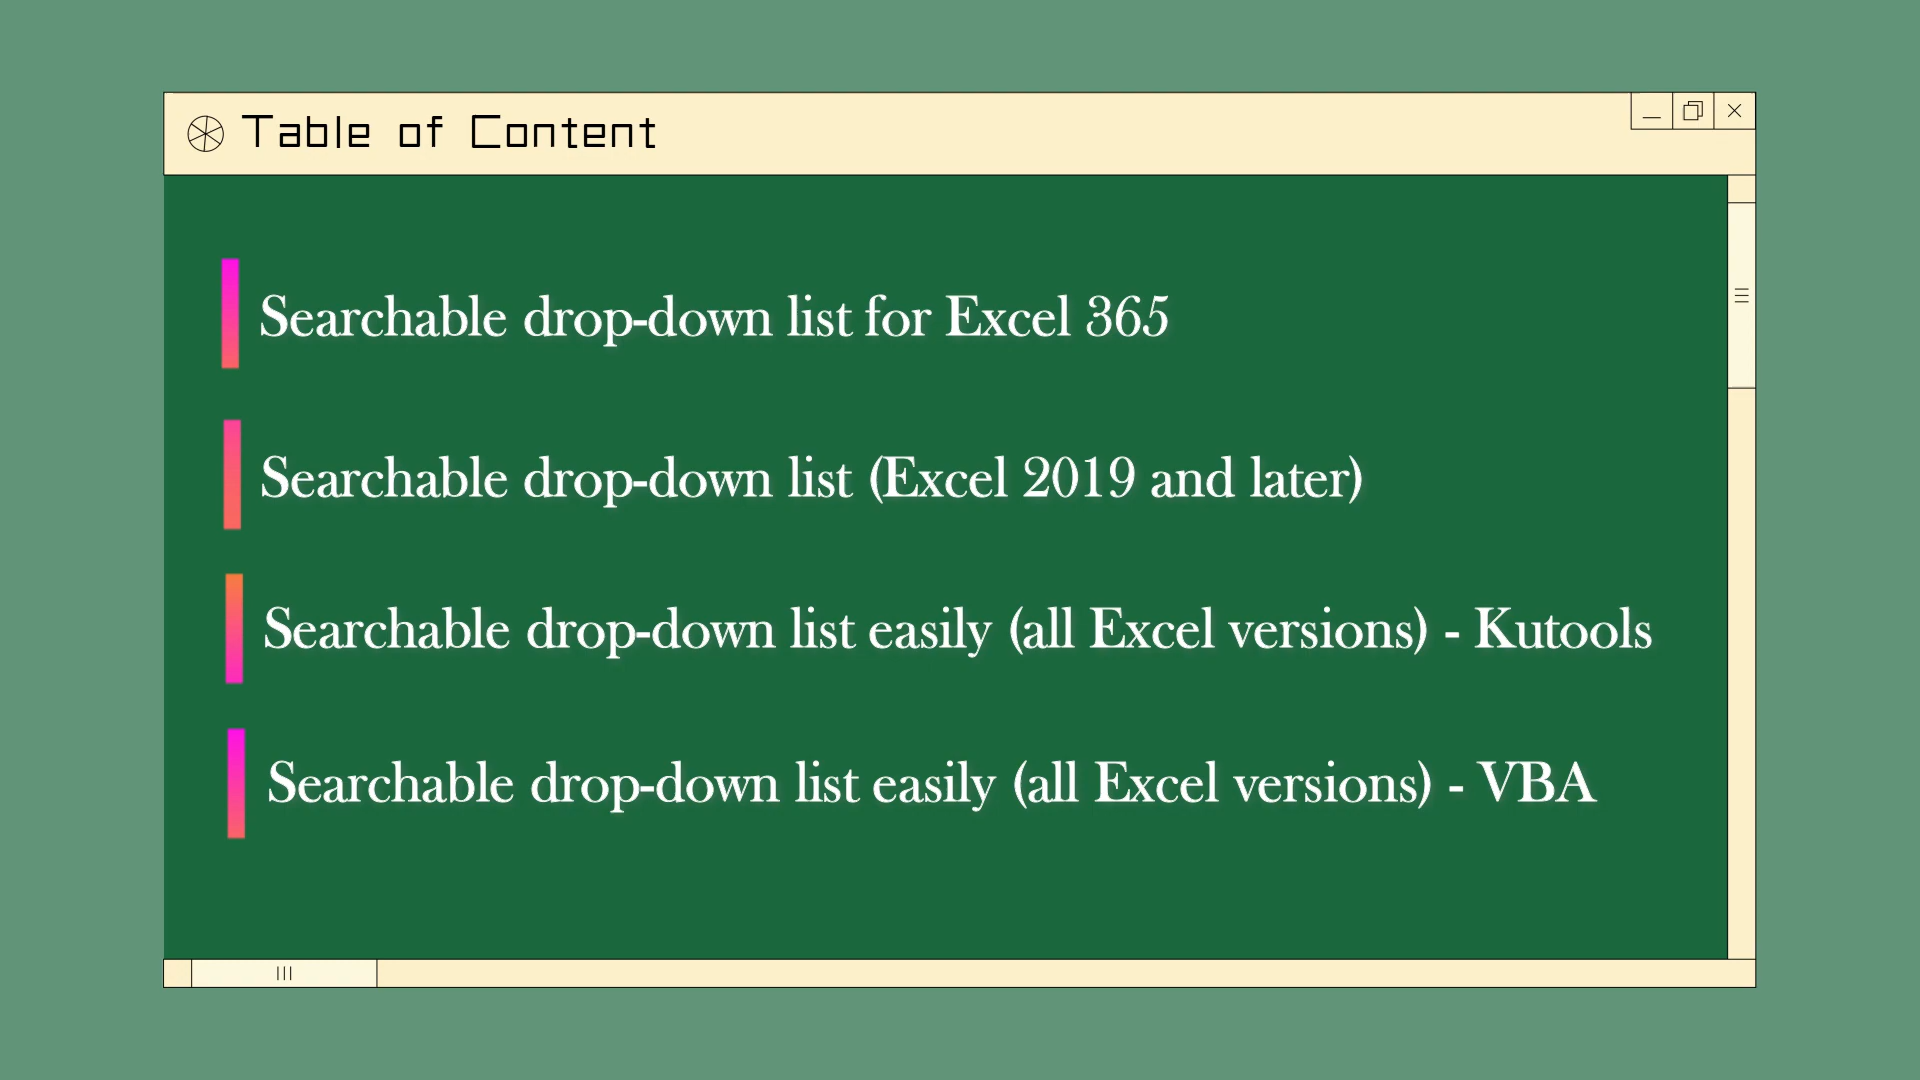 Table of Content
Searchable drop-down list for Excel 365
Searchable drop-down list (Excel 2019 and later)
Searchable drop-down list easily (all Excel versions) - Kutools
Searchable drop-down list easily (all Excel versions) - VBA